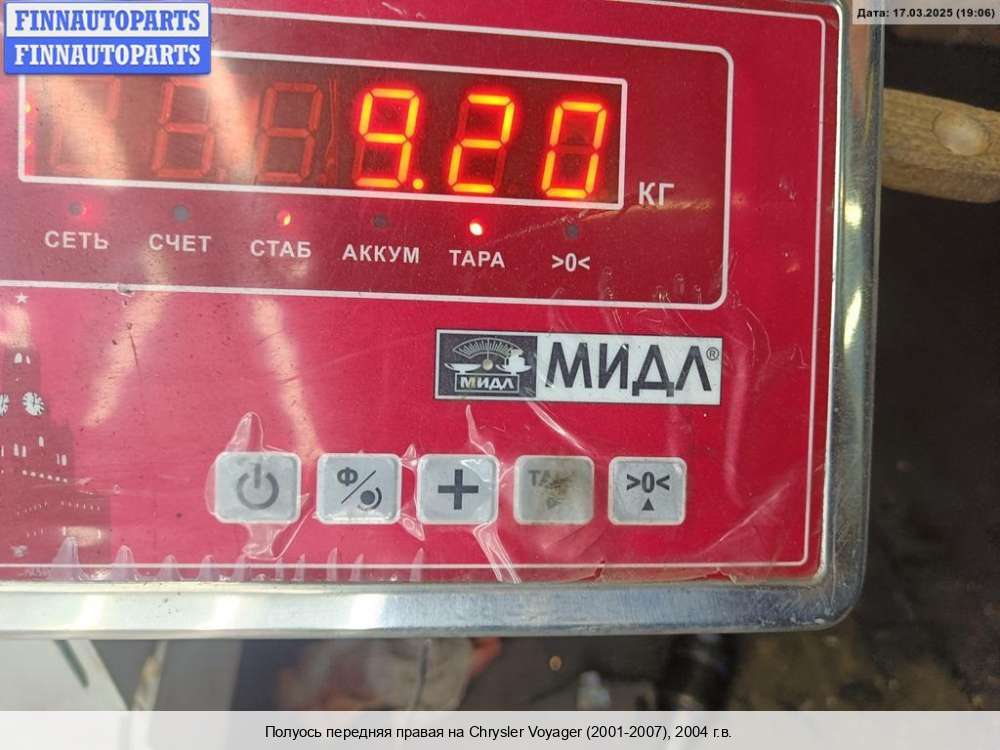 FINNAUTOPARTS
FINNAUTOPARTS
Дата: 17.03.2025 (19:06)
9.20
КГ
СЕТЬ СЧЕТ СТАБ АККУМ ТАРА >0<
МИДЛ
МИДЛ®
Ф
>0<
Полуось передняя правая на Chrysler Voyager (2001-2007), 2004 г.в.